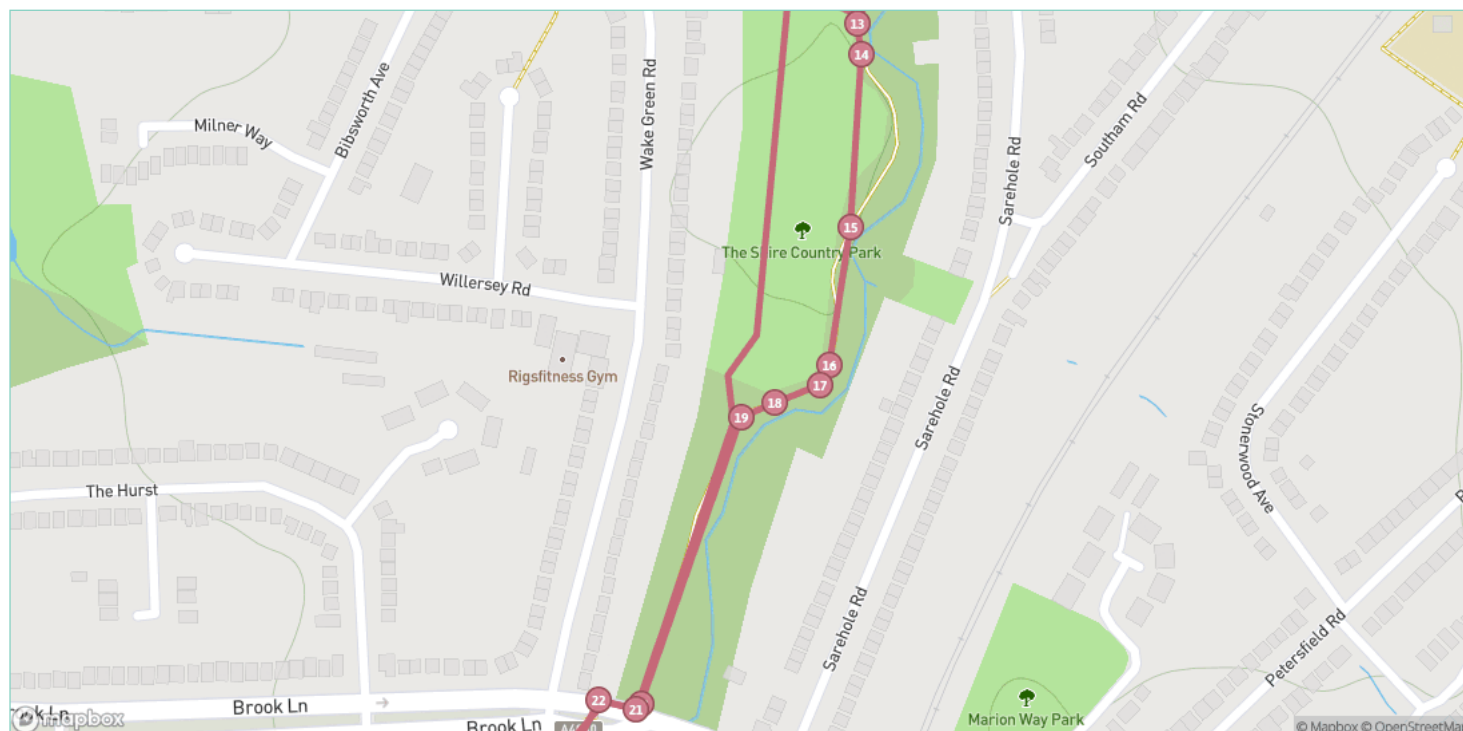 13
14
Milner Way
Bibsworth Ave
Wake Green Rd
Sarehole Rd
Southam Rd
15
The Shire Country Park
Willersey Rd
16
Rigsfitness Gym
17
18
19
Sarehole Rd
Stonerwood Ave
The Hurst
Sarehole Rd
Petersfield Rd
22
21
Brook Ln
Brook Ln
Marion Way Park
mapbox
© Mapbox © OpenStreetMap